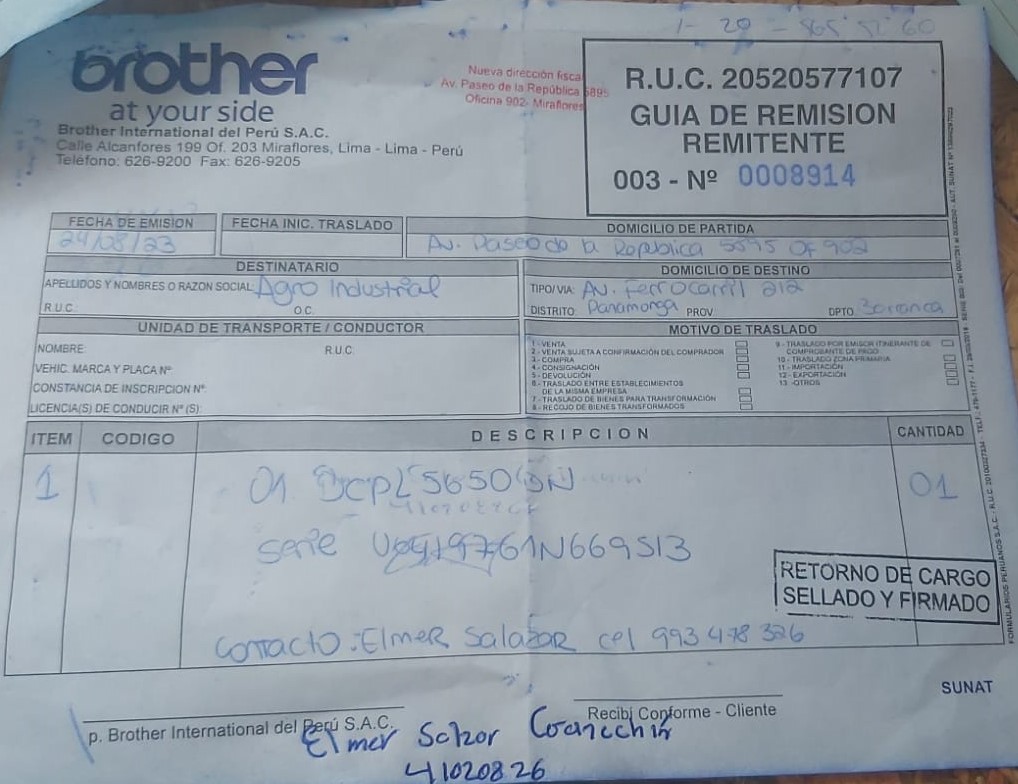 1-29-865 52 60
brother
at your side
Brother International del Perú S.A.C.
Calle Alcanfores 199 Of. 203 Miraflores, Lima - Lima - Perú
Teléfono: 626-9200 Fax: 626-9205
Nueva dirección fiscal
Av. Paseo de la República 5895
Oficina 902- Miraflores
R.U.C. 20520577107
GUIA DE REMISION
REMITENTE
003 - Nº 0008914
FECHA DE EMISION
24/08/23
FECHA INIC. TRASLADO
DOMICILIO DE PARTIDA
Av. Paseo de la Republica 5895 OF 902
DESTINATARIO
APELLIDOS Y NOMBRES O RAZON SOCIAL: Agro Industrial
R.U.C. O.C.
DOMICILIO DE DESTINO
TIPO/VIA: Av. Ferrocarril 212
DISTRITO: Paramonga PROV DPTO: Barranca
UNIDAD DE TRANSPORTE / CONDUCTOR
NOMBRE: R.U.C.
VEHIC. MARCA Y PLACA Nº
CONSTANCIA DE INSCRIPCION Nº
LICENCIA(S) DE CONDUCIR Nº (S):
MOTIVO DE TRASLADO
1 - VENTA
2 - VENTA SUJETA A CONFIRMACIÓN DEL COMPRADOR
3 - COMPRA
4 - CONSIGNACIÓN
5 - DEVOLUCIÓN
6 - TRASLADO ENTRE ESTABLECIMIENTOS
DE LA MISMA EMPRESA
7 - TRASLADO DE BIENES PARA TRANSFORMACIÓN
8 - RECOJO DE BIENES TRANSFORMADOS
9 - TRASLADO POR EMISOR ITINERANTE DE
COMPROBANTE DE PAGO
10 - TRASLADO ZONA PRIMARIA
11 - IMPORTACIÓN
12 - EXPORTACIÓN
13 - OTROS
ITEM CODIGO DESCRIPCION CANTIDAD
1 01 DCPL5650DN 01
serie 61N669513
RETORNO DE CARGO
SELLADO Y FIRMADO
Contacto: Elmer Salazar cel 993 478 326
SUNAT
p. Brother International del Perú S.A.C.
Recibi Conforme - Cliente
Elmer
41020826